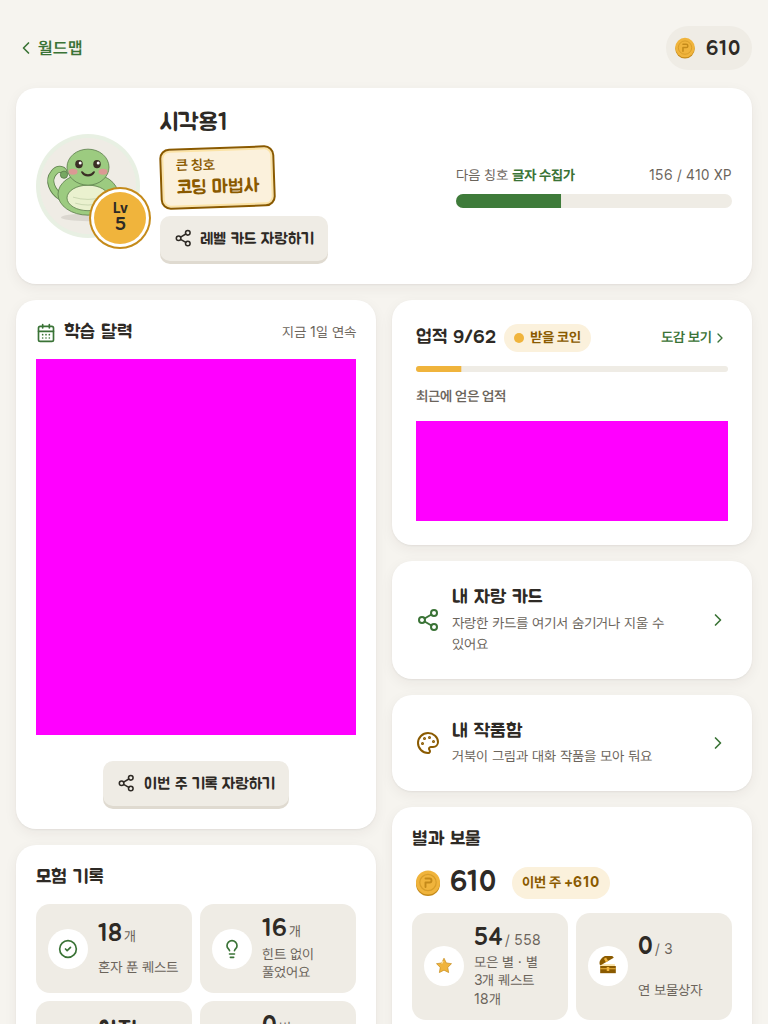 월드맵
610
시각용1
큰 칭호
코딩 마법사
Lv
5
레벨 카드 자랑하기
다음 칭호 글자 수집가
156 / 410 XP
학습 달력
지금 1일 연속
이번 주 기록 자랑하기
모험 기록
18개
혼자 푼 퀘스트
16개
힌트 없이
풀었어요
업적 9/62
받을 코인
도감 보기
최근에 얻은 업적
내 자랑 카드
자랑한 카드를 여기서 숨기거나 지울 수
있어요
내 작품함
거북이 그림과 대화 작품을 모아 둬요
별과 보물
610
이번 주 +610
54 / 558
모은 별 · 별
3개 퀘스트
18개
0 / 3
연 보물상자